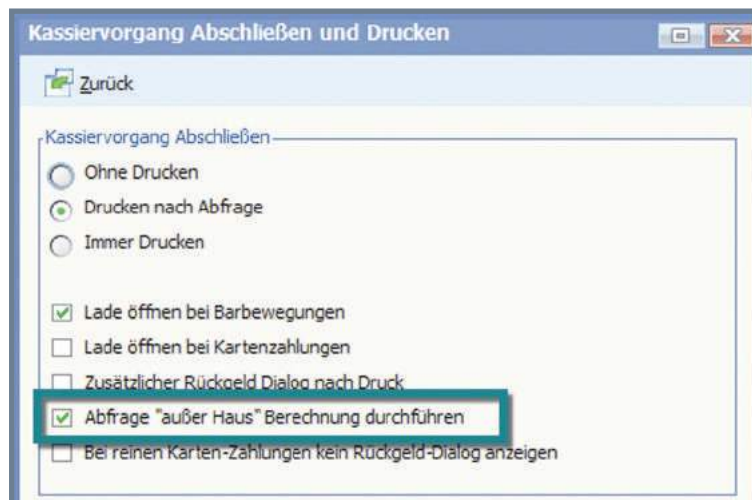 Kassiervorgang Abschließen und Drucken
Zurück
Kassiervorgang Abschließen
Ohne Drucken
Drucken nach Abfrage
Immer Drucken
Lade öffnen bei Barbewegungen
Lade öffnen bei Kartenzahlungen
Zusätzlicher Rückgeld Dialog nach Druck
Abfrage "außer Haus" Berechnung durchführen
Bei reinen Karten-Zahlungen kein Rückgeld-Dialog anzeigen